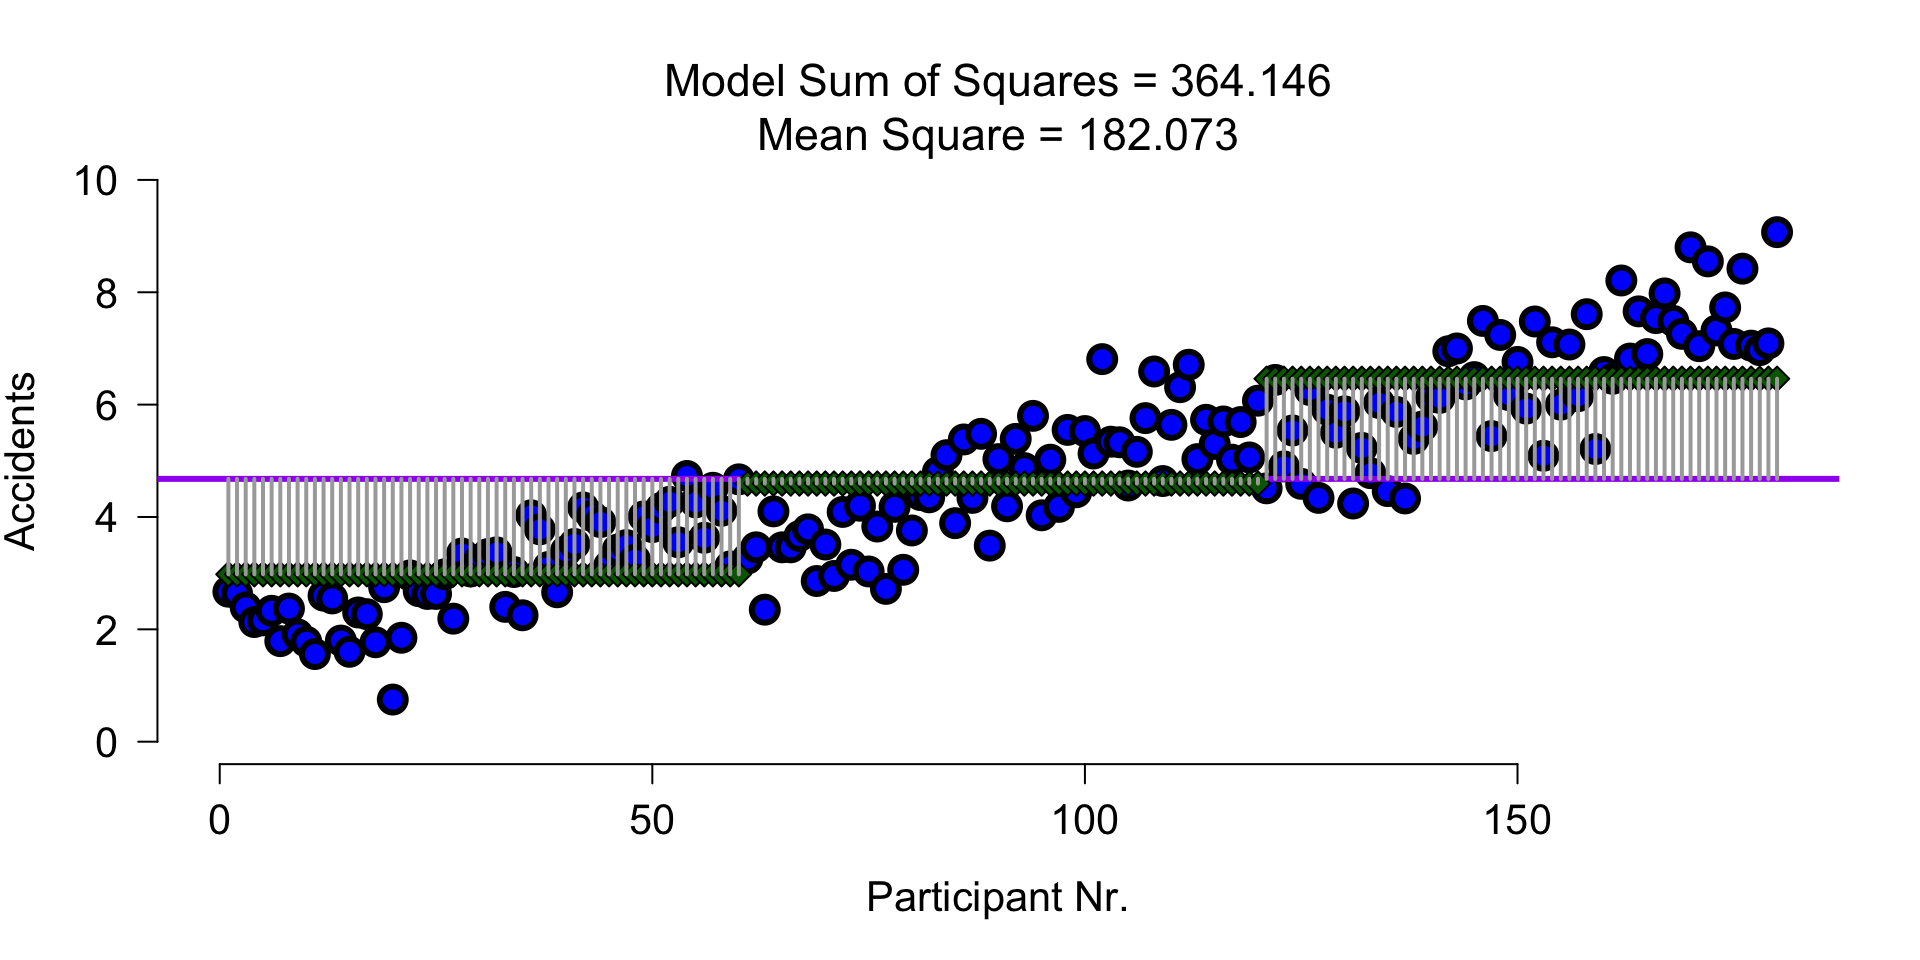 Model Sum of Squares = 364.146
Mean Square = 182.073
10
8
6
4
2
0
Accidents
0 50 100 150
Participant Nr.